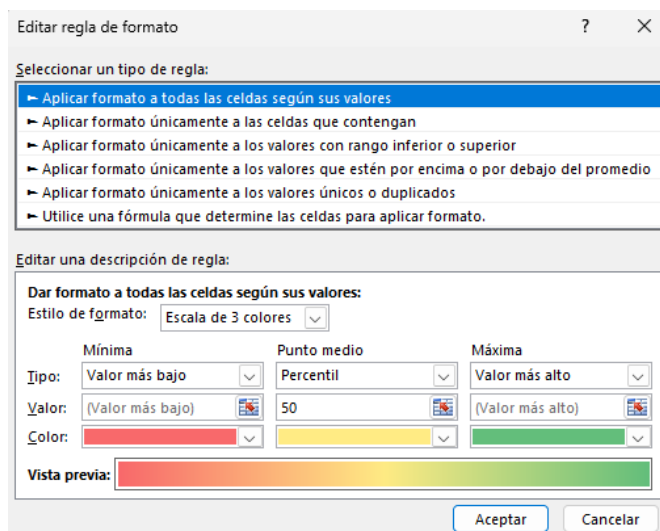 Editar regla de formato ? ×
Seleccionar un tipo de regla:
► Aplicar formato a todas las celdas según sus valores
► Aplicar formato únicamente a las celdas que contengan
► Aplicar formato únicamente a los valores con rango inferior o superior
► Aplicar formato únicamente a los valores que estén por encima o por debajo del promedio
► Aplicar formato únicamente a los valores únicos o duplicados
► Utilice una fórmula que determine las celdas para aplicar formato.
Editar una descripción de regla:
Dar formato a todas las celdas según sus valores:
Estilo de formato: Escala de 3 colores
Mínima Punto medio Máxima
Tipo: Valor más bajo Percentil Valor más alto
Valor: (Valor más bajo) 50 (Valor más alto)
Color:
Vista previa:
Aceptar Cancelar